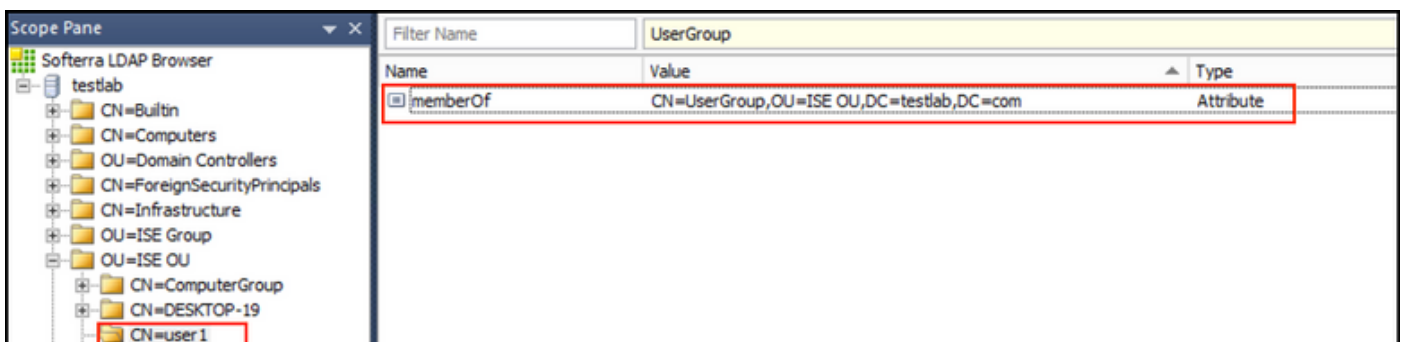 Scope Pane
Softerra LDAP Browser
testlab
CN=Builtin
CN=Computers
OU=Domain Controllers
CN=ForeignSecurityPrincipals
CN=Infrastructure
OU=ISE Group
OU=ISE OU
CN=ComputerGroup
CN=DESKTOP-19
CN=user1
Filter Name UserGroup
Name Value Type
memberOf CN=UserGroup,OU=ISE OU,DC=testlab,DC=com Attribute